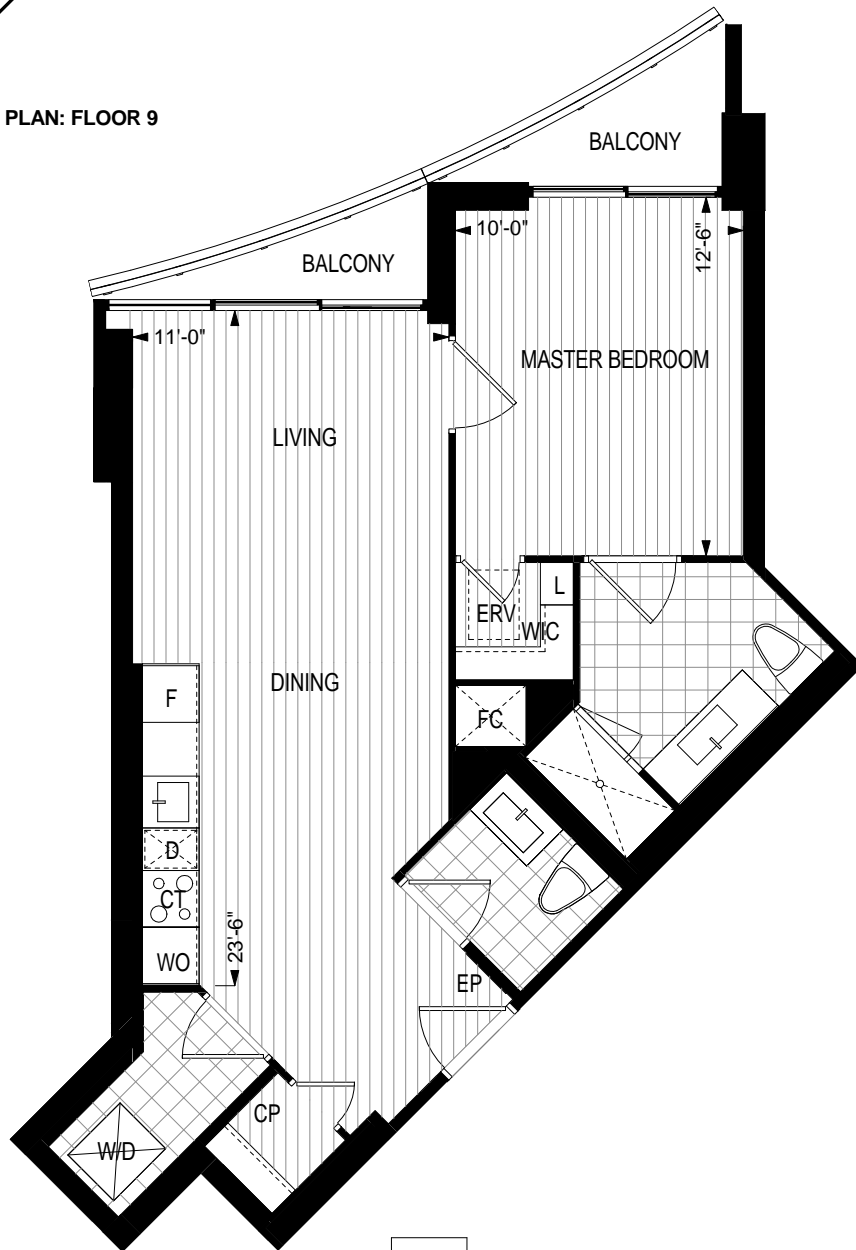 PLAN: FLOOR 9
BALCONY
10'-0"
12'-6"
BALCONY
11'-0"
MASTER BEDROOM
LIVING
L
ERV
WIC
DINING
F
FC
D
CT
23'-6"
WO
EP
CP
W/D